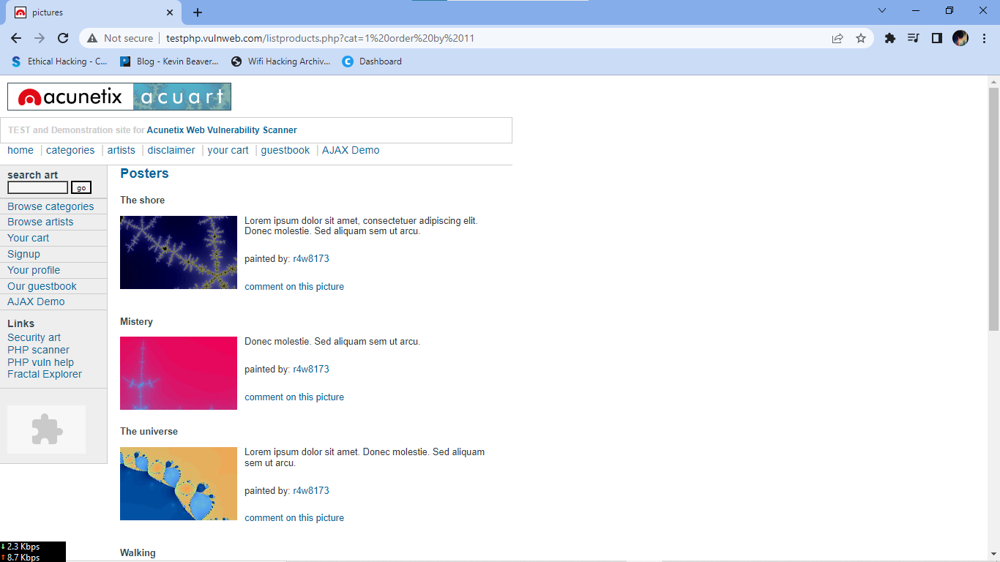 pictures
Not secure
testphp.vulnweb.com/listproducts.php?cat=1%20order%20by%2011
Ethical Hacking - C...
Blog - Kevin Beaver...
Wifi Hacking Archiv...
Dashboard
acunetix acuart
TEST and Demonstration site for Acunetix Web Vulnerability Scanner
home | categories | artists | disclaimer | your cart | guestbook | AJAX Demo
search art
go
Browse categories
Browse artists
Your cart
Signup
Your profile
Our guestbook
AJAX Demo
Links
Security art
PHP scanner
PHP vuln help
Fractal Explorer
Posters
The shore
Lorem ipsum dolor sit amet, consectetuer adipiscing elit.
Donec molestie. Sed aliquam sem ut arcu.
painted by: r4w8173
comment on this picture
Mistery
Donec molestie. Sed aliquam sem ut arcu.
painted by: r4w8173
comment on this picture
The universe
Lorem ipsum dolor sit amet. Donec molestie. Sed aliquam
sem ut arcu.
painted by: r4w8173
comment on this picture
Walking
2.3 Kbps
8.7 Kbps